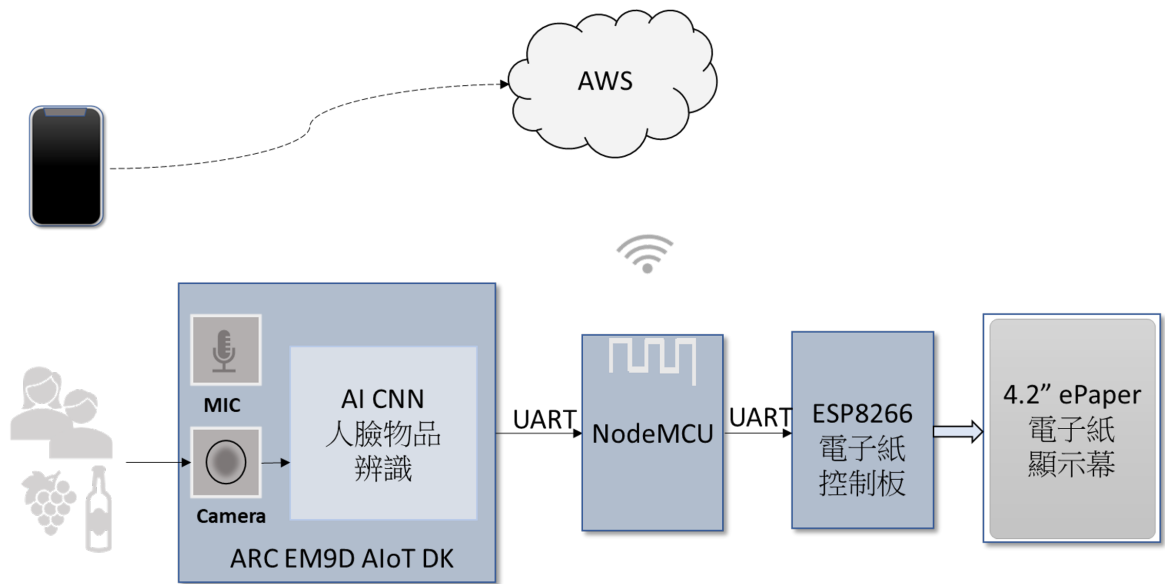 AWS
MIC
Camera
AI CNN
人臉物品
辨識
ARC EM9D AIoT DK
UART
NodeMCU
UART
ESP8266
電子紙
控制板
4.2” ePaper
電子紙
顯示幕